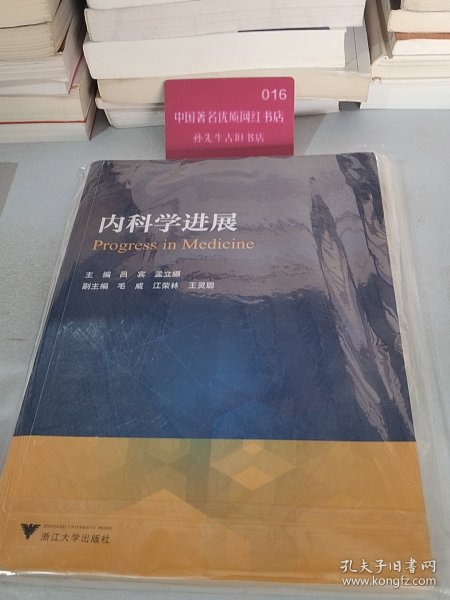 016
中国著名优质网红书店
孙先生古旧书店
内科学进展
Progress in Medicine
主 编 吕 宾 孟立娜
副主编 毛 威 江荣林 王灵聪
ZHEJIANG UNIVERSITY PRESS
浙江大学出版社
孔夫子旧书网
www.kongfz.com